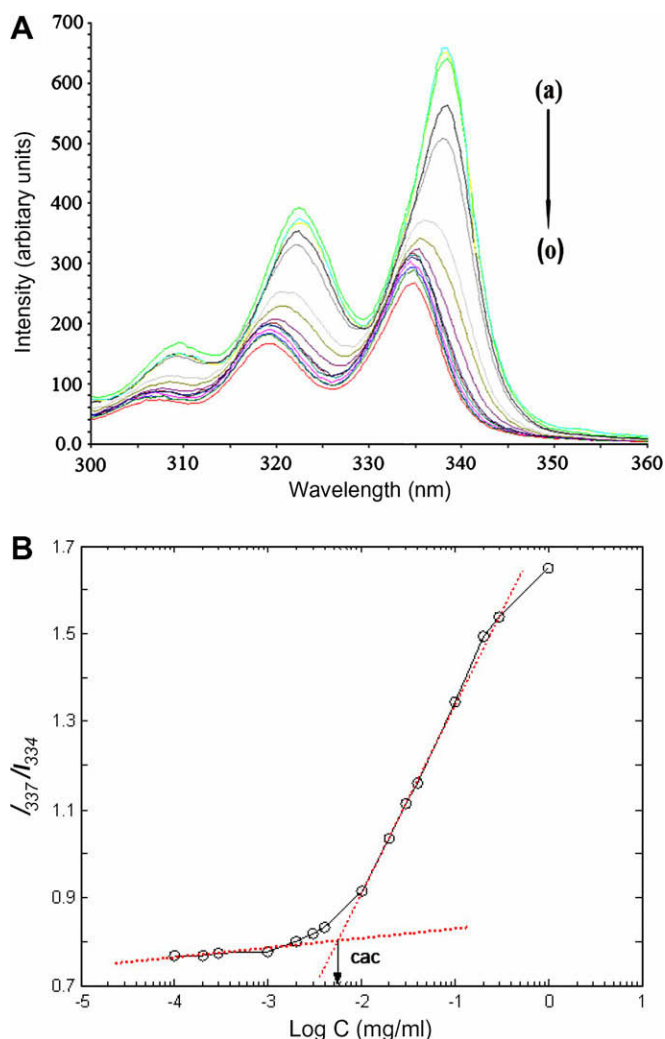 A
700
600
500
400
300
200
100
0.0
Intensity (arbitary units)
(a)
(o)
300 310 320 330 340 350 360
Wavelength (nm)
B
1.7
1.5
1.3
1.1
0.9
0.7
I337/I334
cac
-5 -4 -3 -2 -1 0 1
Log C (mg/ml)